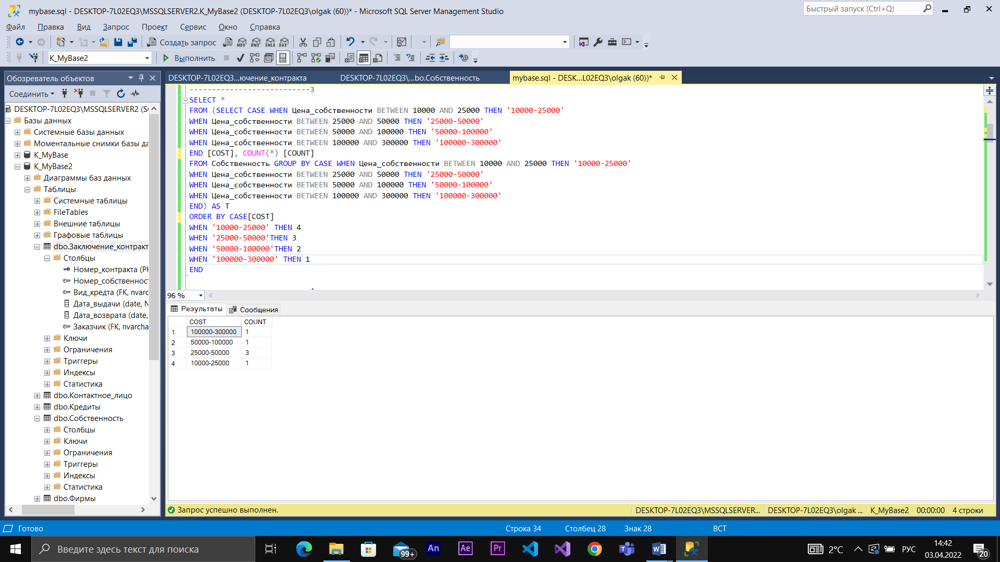 mybase.sql - DESKTOP-7L02EQ3\MSSQLSERVER2.K_MyBase2 (DESKTOP-7L02EQ3\olgak (60))* - Microsoft SQL Server Management Studio
Быстрый запуск (Ctrl+Q)
Файл Правка Вид Запрос Проект Сервис Окно Справка
Создать запрос MDX DMX XMLA DAX
K_MyBase2 Выполнить
Обозреватель объектов
DESKTOP-7L02EQ3...ючение_контракта DESKTOP-7L02EQ3\...bo.Собственность mybase.sql - DESK...L02EQ3\olgak (60))*
Соединить
DESKTOP-7L02EQ3\MSSQLSERVER2 (SQ
Базы данных
Системные базы данных
Моментальные снимки базы да
K_MyBase
K_MyBase2
Диаграммы баз данных
Таблицы
Системные таблицы
FileTables
Внешние таблицы
Графовые таблицы
dbo.Заключение_контракт
Столбцы
Номер_контракта (PK
Номер_собственнос
Вид_кредта (FK, nvarc
Дата_выдачи (date, N
Дата_возврата (date,
Заказчик (FK, nvarcha
Ключи
Ограничения
Триггеры
Индексы
Статистика
dbo.Контактное_лицо
dbo.Кредиты
dbo.Собственность
Столбцы
Ключи
Ограничения
Триггеры
Индексы
Статистика
dbo.Фирмы
---------------------------3
SELECT *
FROM (SELECT CASE WHEN Цена_собственности BETWEEN 10000 AND 25000 THEN '10000-25000'
WHEN Цена_собственности BETWEEN 25000 AND 50000 THEN '25000-50000'
WHEN Цена_собственности BETWEEN 50000 AND 100000 THEN '50000-100000'
WHEN Цена_собственности BETWEEN 100000 AND 300000 THEN '100000-300000'
END [COST], COUNT(*) [COUNT]
FROM Собственность GROUP BY CASE WHEN Цена_собственности BETWEEN 10000 AND 25000 THEN '10000-25000'
WHEN Цена_собственности BETWEEN 25000 AND 50000 THEN '25000-50000'
WHEN Цена_собственности BETWEEN 50000 AND 100000 THEN '50000-100000'
WHEN Цена_собственности BETWEEN 100000 AND 300000 THEN '100000-300000'
END) AS T
ORDER BY CASE[COST]
WHEN '10000-25000' THEN 4
WHEN '25000-50000'THEN 3
WHEN '50000-100000'THEN 2
WHEN '100000-300000' THEN 1
END
96 %
Результаты Сообщения
COST COUNT
1 100000-300000 1
2 50000-100000 1
3 25000-50000 3
4 10000-25000 1
Запрос успешно выполнен. DESKTOP-7L02EQ3\MSSQLSERVER... DESKTOP-7L02EQ3\olgak ... K_MyBase2 00:00:00 4 строки
Готово Строка 34 Столбец 28 Знак 28 ВСТ
Введите здесь текст для поиска
99+ An Ae Pr
2°C РУС
14:42
03.04.2022
20